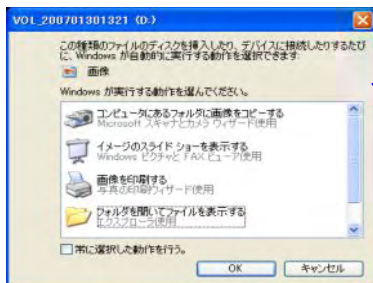 VOL_200701301321 (D:)
この種類のファイルのディスクを挿入したり、デバイスに接続したりするたび
に、Windows が自動的に実行する動作を選択できます:
画像
Windows が実行する動作を選んでください。
コンピュータにあるフォルダに画像をコピーする
Microsoft スキャナとカメラ ウィザード使用
イメージのスライド ショーを表示する
Windows ピクチャと FAX ビューア使用
画像を印刷する
写真の印刷ウィザード使用
フォルダを開いてファイルを表示する
エクスプローラ使用
常に選択した動作を行う。
OK
キャンセル